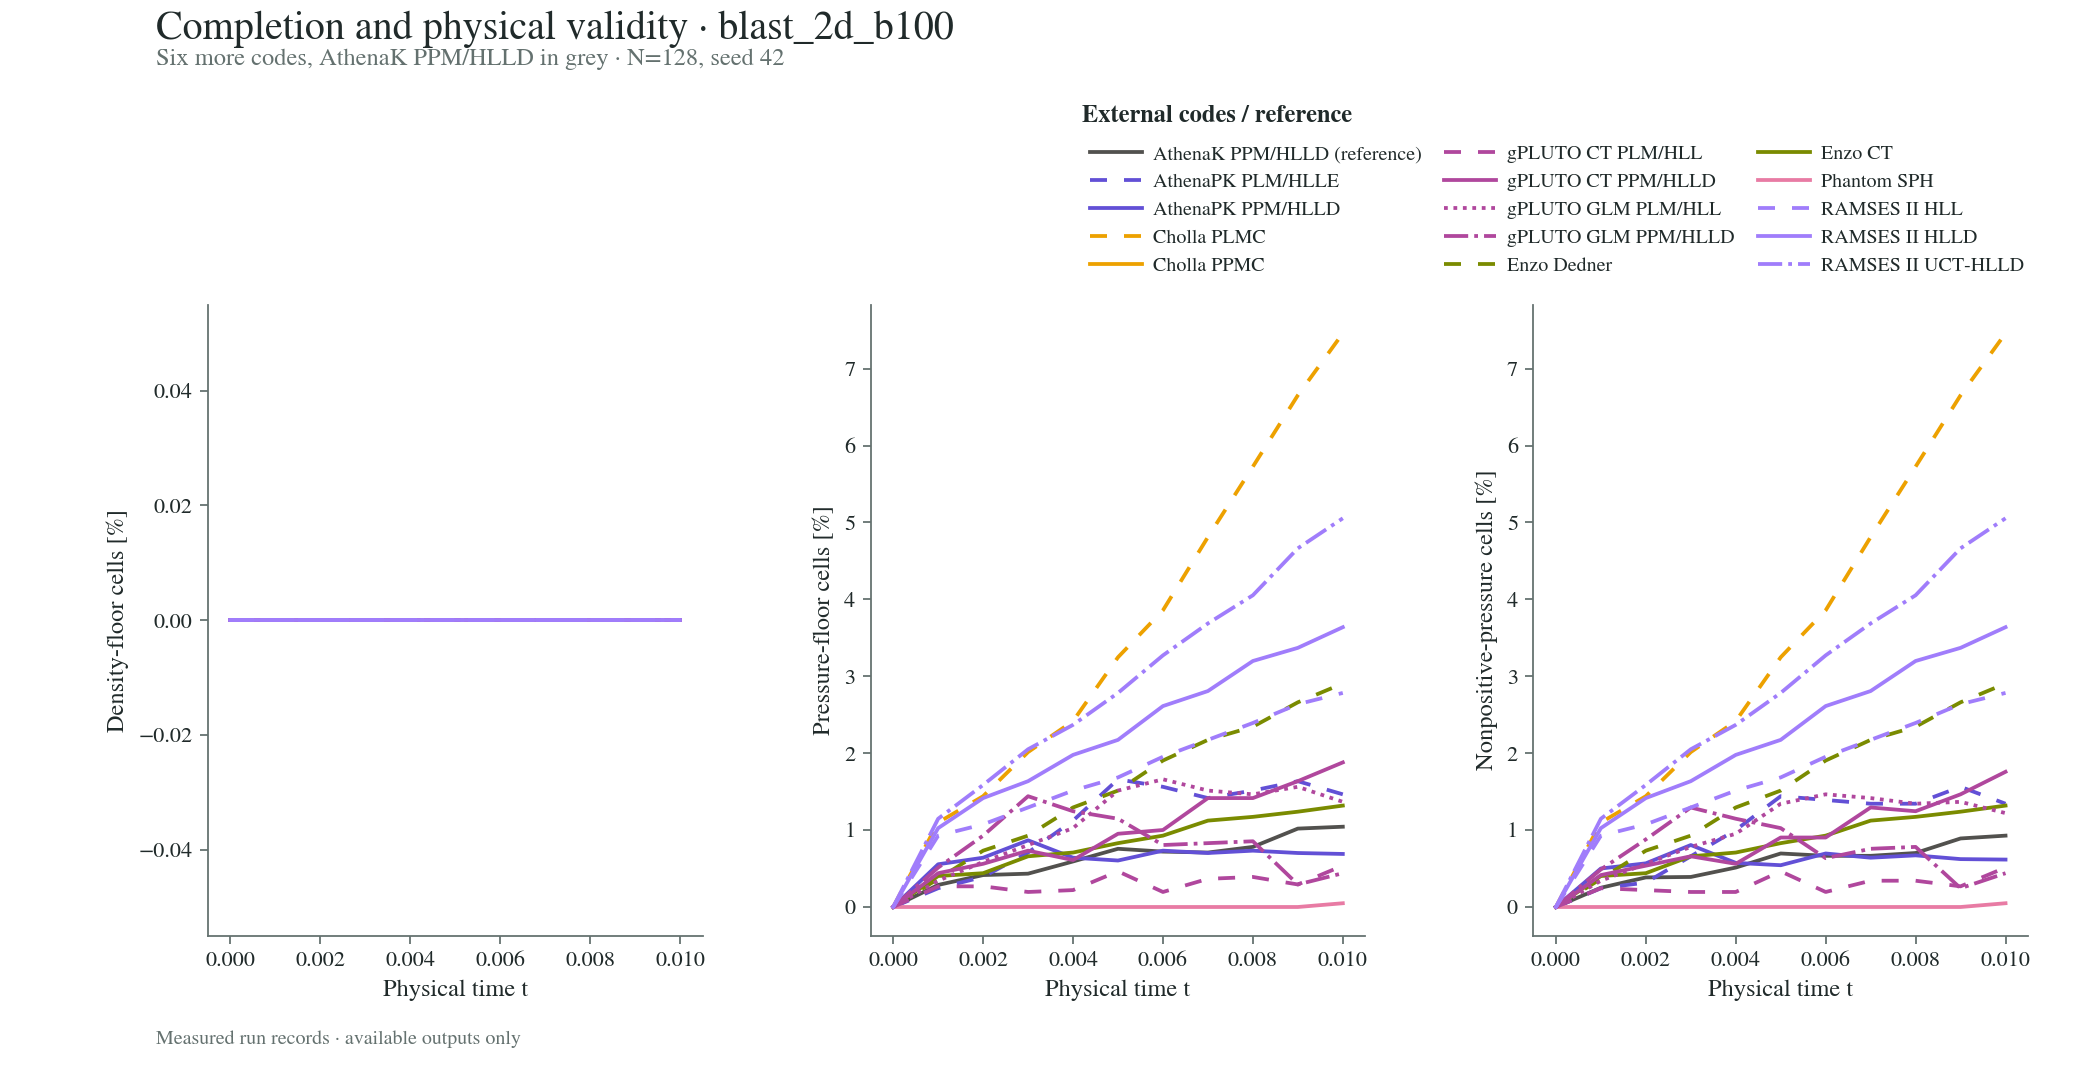 Completion and physical validity · blast_2d_b100
Six more codes, AthenaK PPM/HLLD in grey · N=128, seed 42
External codes / reference
AthenaK PPM/HLLD (reference)
AthenaPK PLM/HLLE
AthenaPK PPM/HLLD
Cholla PLMC
Cholla PPMC
gPLUTO CT PLM/HLL
gPLUTO CT PPM/HLLD
gPLUTO GLM PLM/HLL
gPLUTO GLM PPM/HLLD
Enzo Dedner
Enzo CT
Phantom SPH
RAMSES II HLL
RAMSES II HLLD
RAMSES II UCT-HLLD
Density-floor cells [%]
0.04
0.02
0.00
−0.02
−0.04
0.000 0.002 0.004 0.006 0.008 0.010
Physical time t
Pressure-floor cells [%]
7
6
5
4
3
2
1
0
0.000 0.002 0.004 0.006 0.008 0.010
Physical time t
Nonpositive-pressure cells [%]
7
6
5
4
3
2
1
0
0.000 0.002 0.004 0.006 0.008 0.010
Physical time t
Measured run records · available outputs only